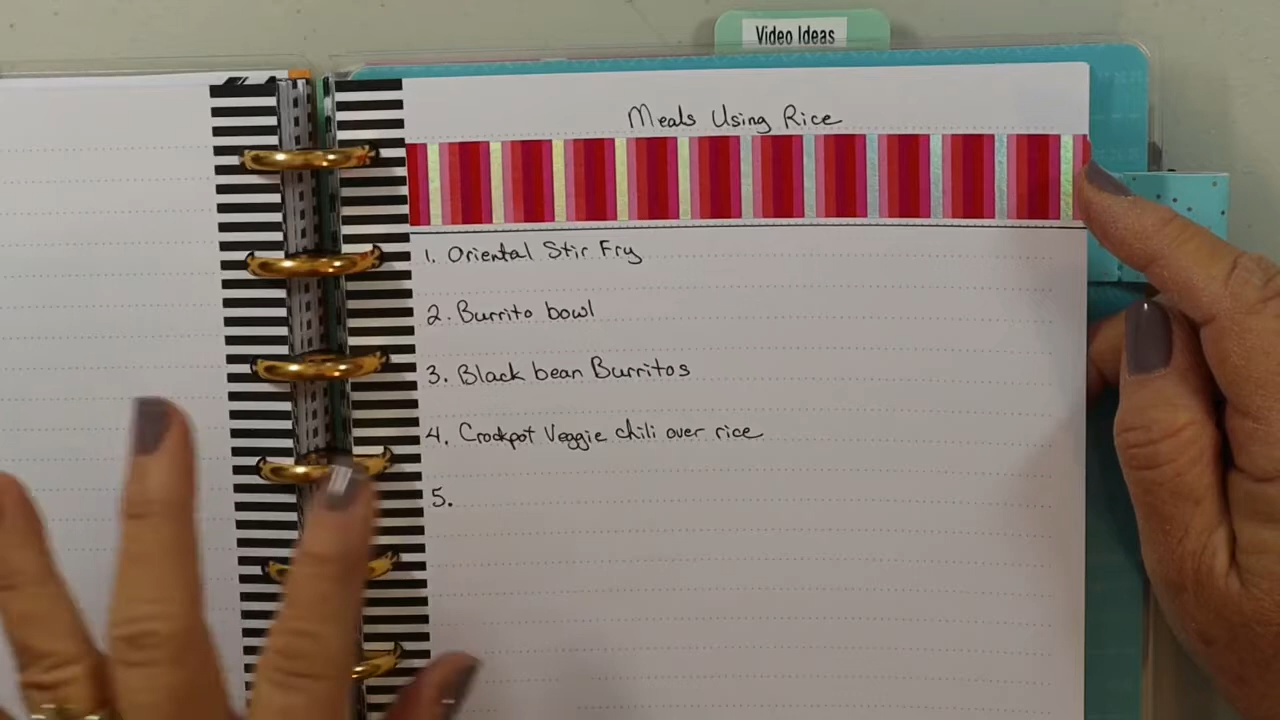 Video Ideas
Meals Using Rice
1. Oriental Stir Fry
2. Burrito bowl
3. Black bean Burritos
4. Crockpot Veggie chili over rice
5.